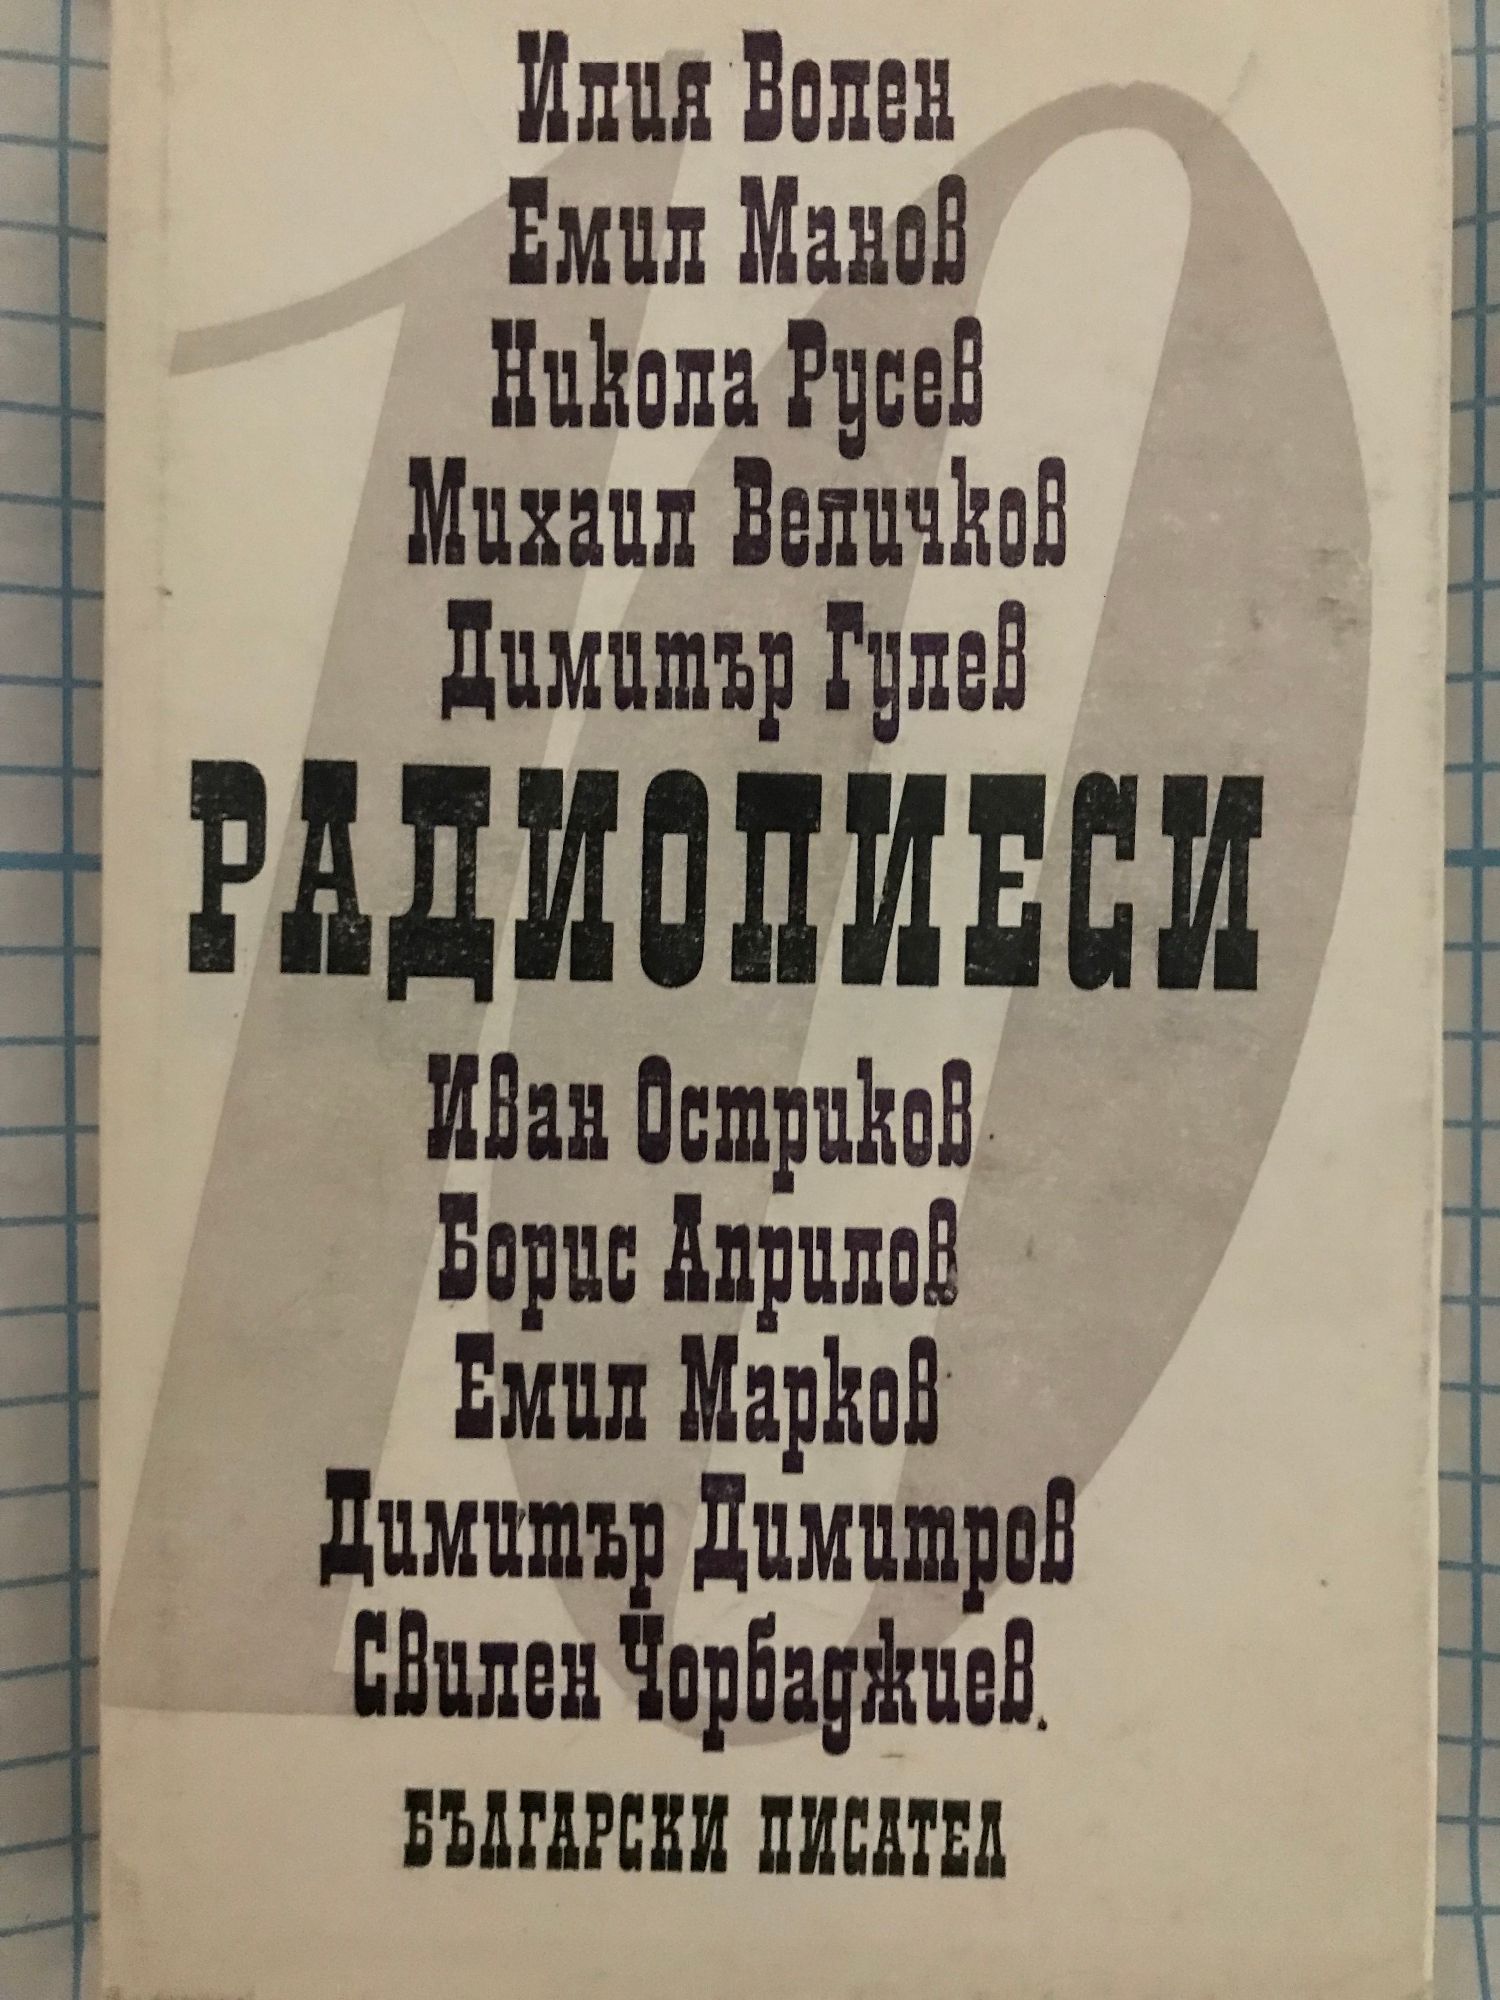 10
Илия Волен
Емил Манов
Никола Русев
Михаил Величков
Димитър Гулев
РАДИОПИЕСИ
Иван Остриков
Борис Априлов
Емил Марков
Димитър Димитров
Свилен Чорбаджиев
БЪЛГАРСКИ ПИСАТЕЛ